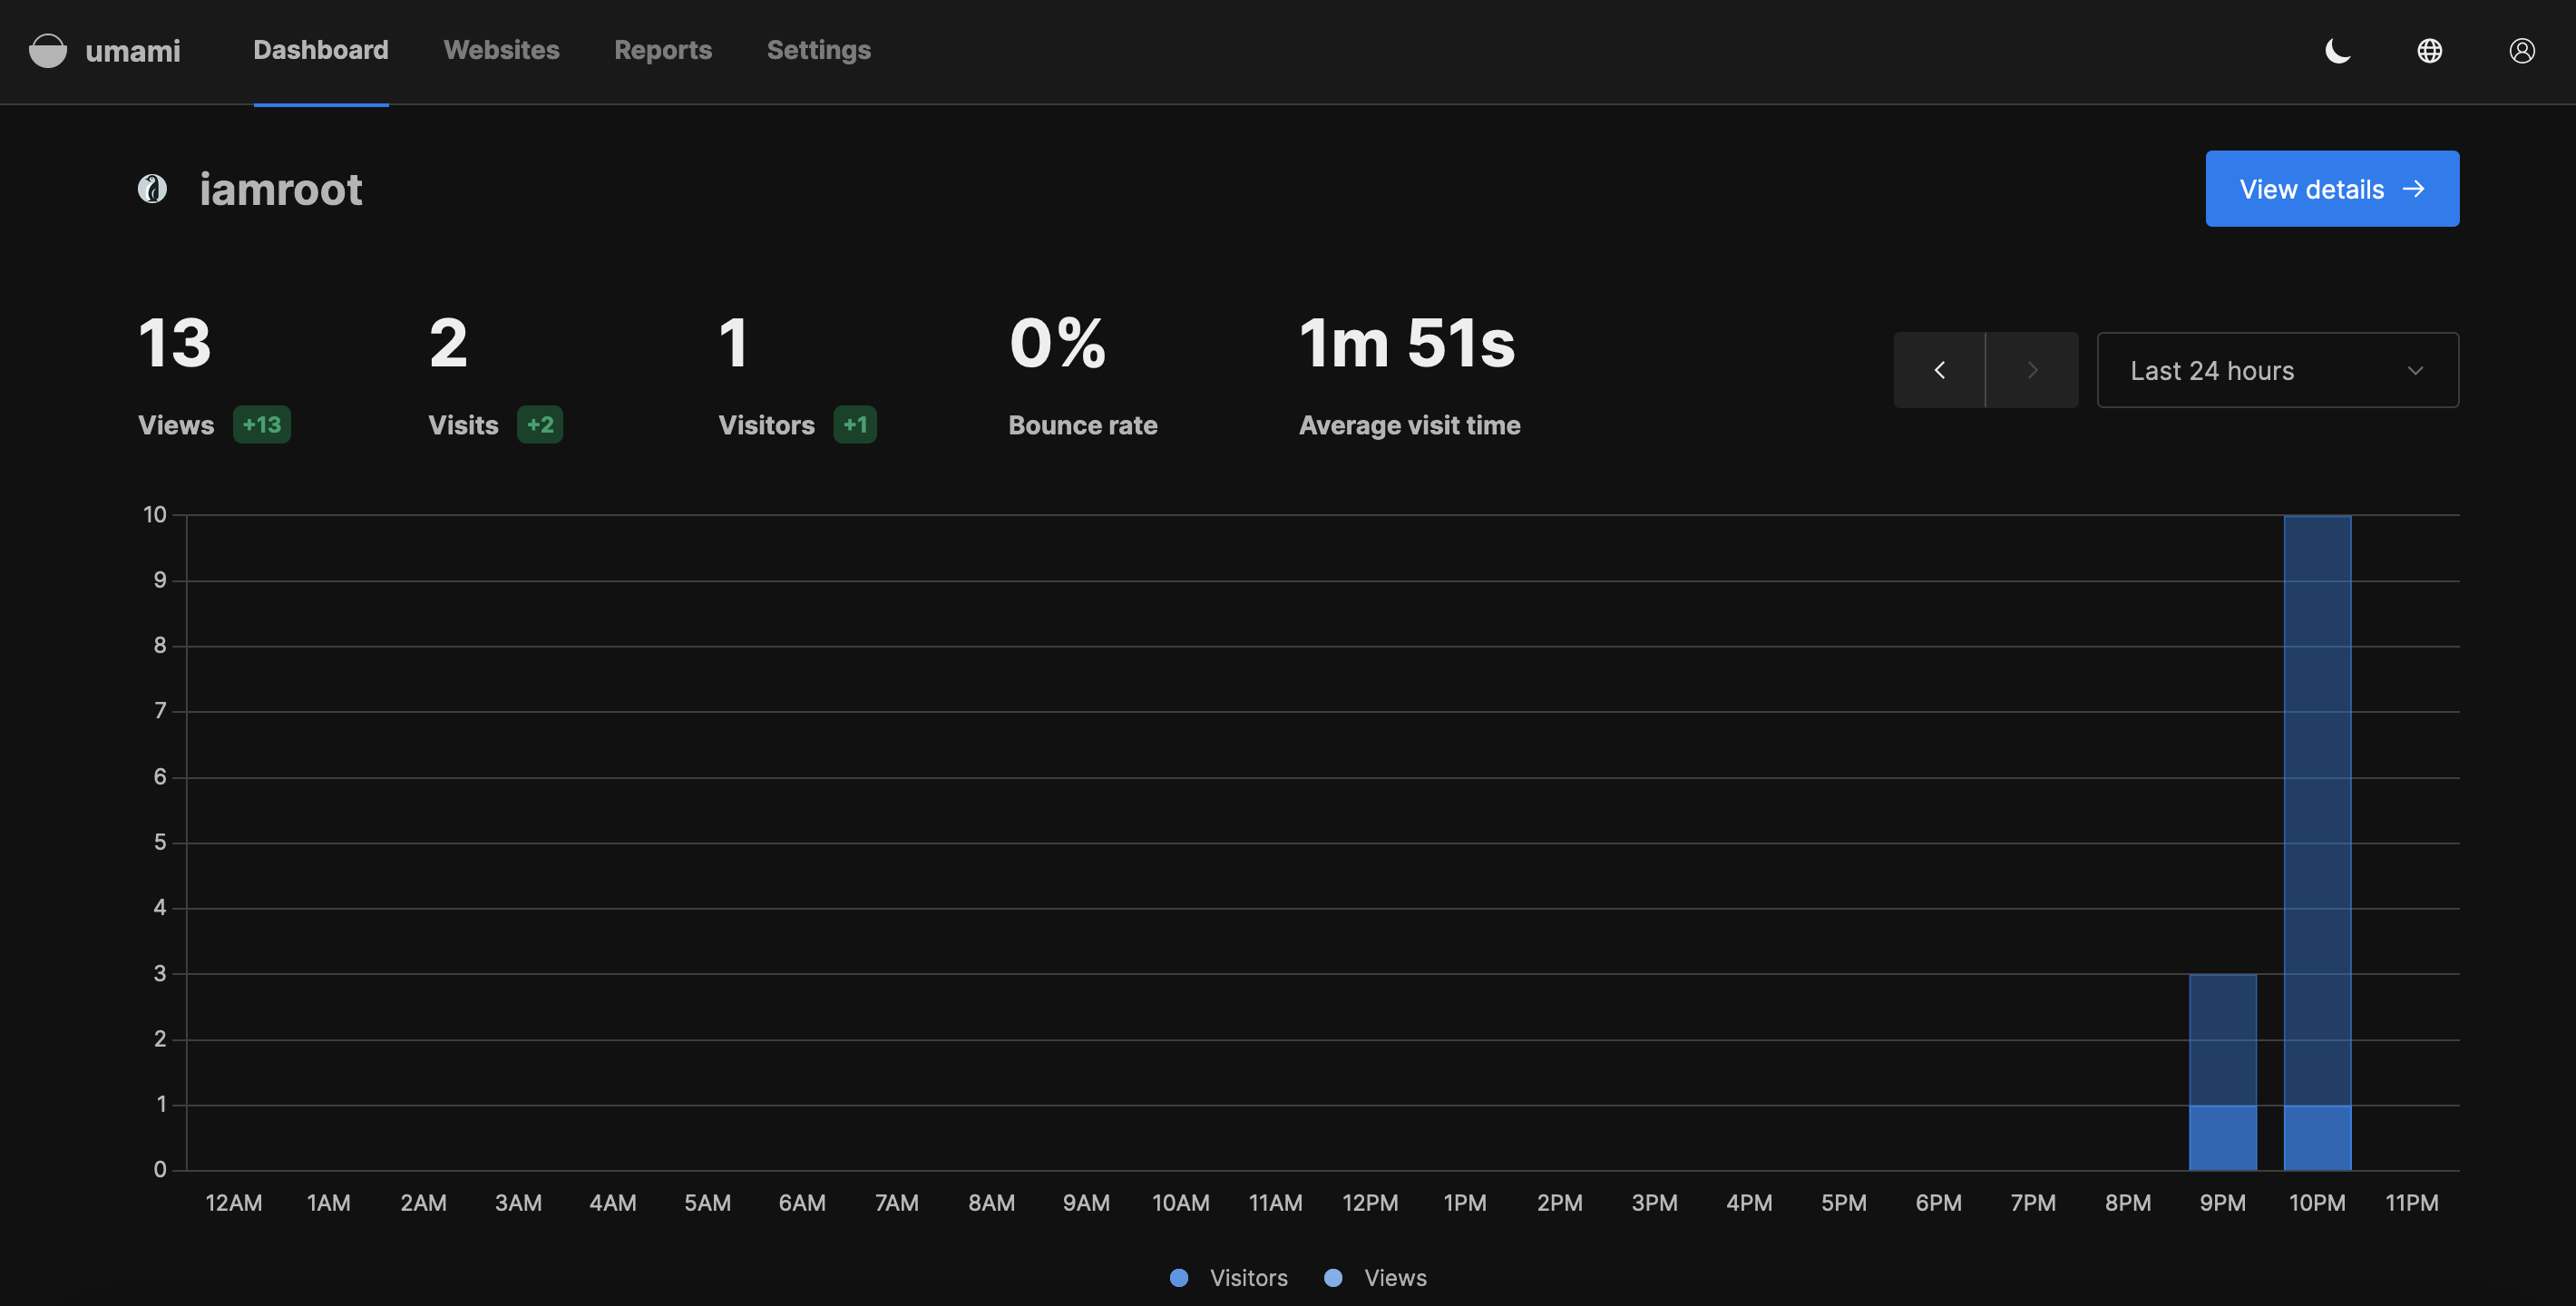 umami Dashboard Websites Reports Settings
iamroot View details
13 2 1 0% 1m 51s
Views +13 Visits +2 Visitors +1 Bounce rate Average visit time
Last 24 hours
10
9
8
7
6
5
4
3
2
1
0
12AM 1AM 2AM 3AM 4AM 5AM 6AM 7AM 8AM 9AM 10AM 11AM 12PM 1PM 2PM 3PM 4PM 5PM 6PM 7PM 8PM 9PM 10PM 11PM
Visitors Views